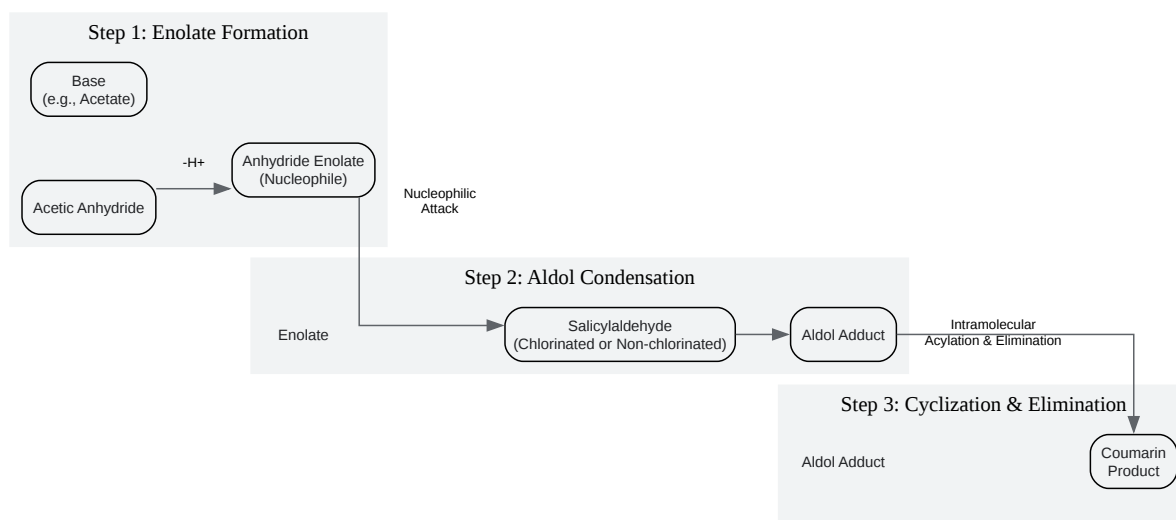 Step 1: Enolate Formation
Base
(e.g., Acetate)
-H+
Anhydride Enolate
(Nucleophile)
Acetic Anhydride
Nucleophilic
Attack
Step 2: Aldol Condensation
Enolate
Salicylaldehyde
(Chlorinated or Non-chlorinated)
Aldol Adduct
Intramolecular
Acylation & Elimination
Step 3: Cyclization & Elimination
Aldol Adduct
Coumarin
Product